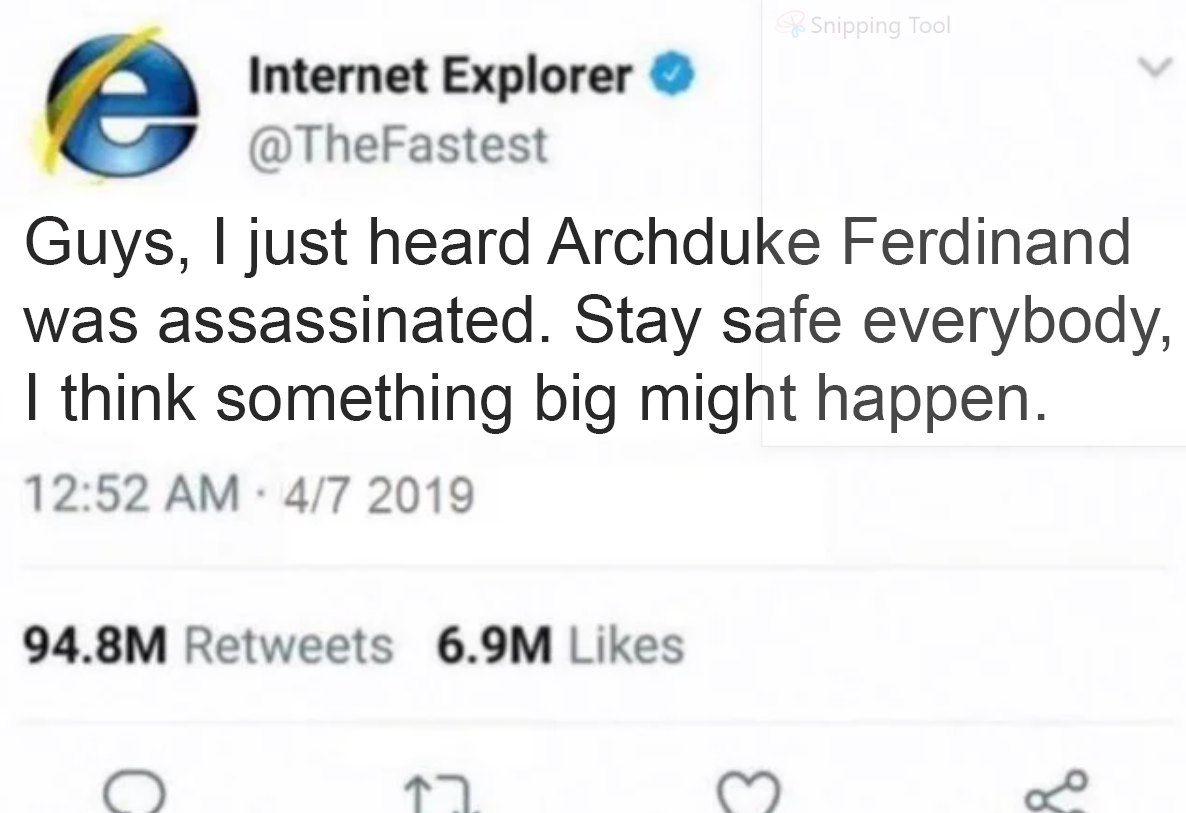 Snipping Tool
Internet Explorer
@TheFastest
Guys, I just heard Archduke Ferdinand
was assassinated. Stay safe everybody,
I think something big might happen.
12:52 AM · 4/7 2019
94.8M Retweets 6.9M Likes